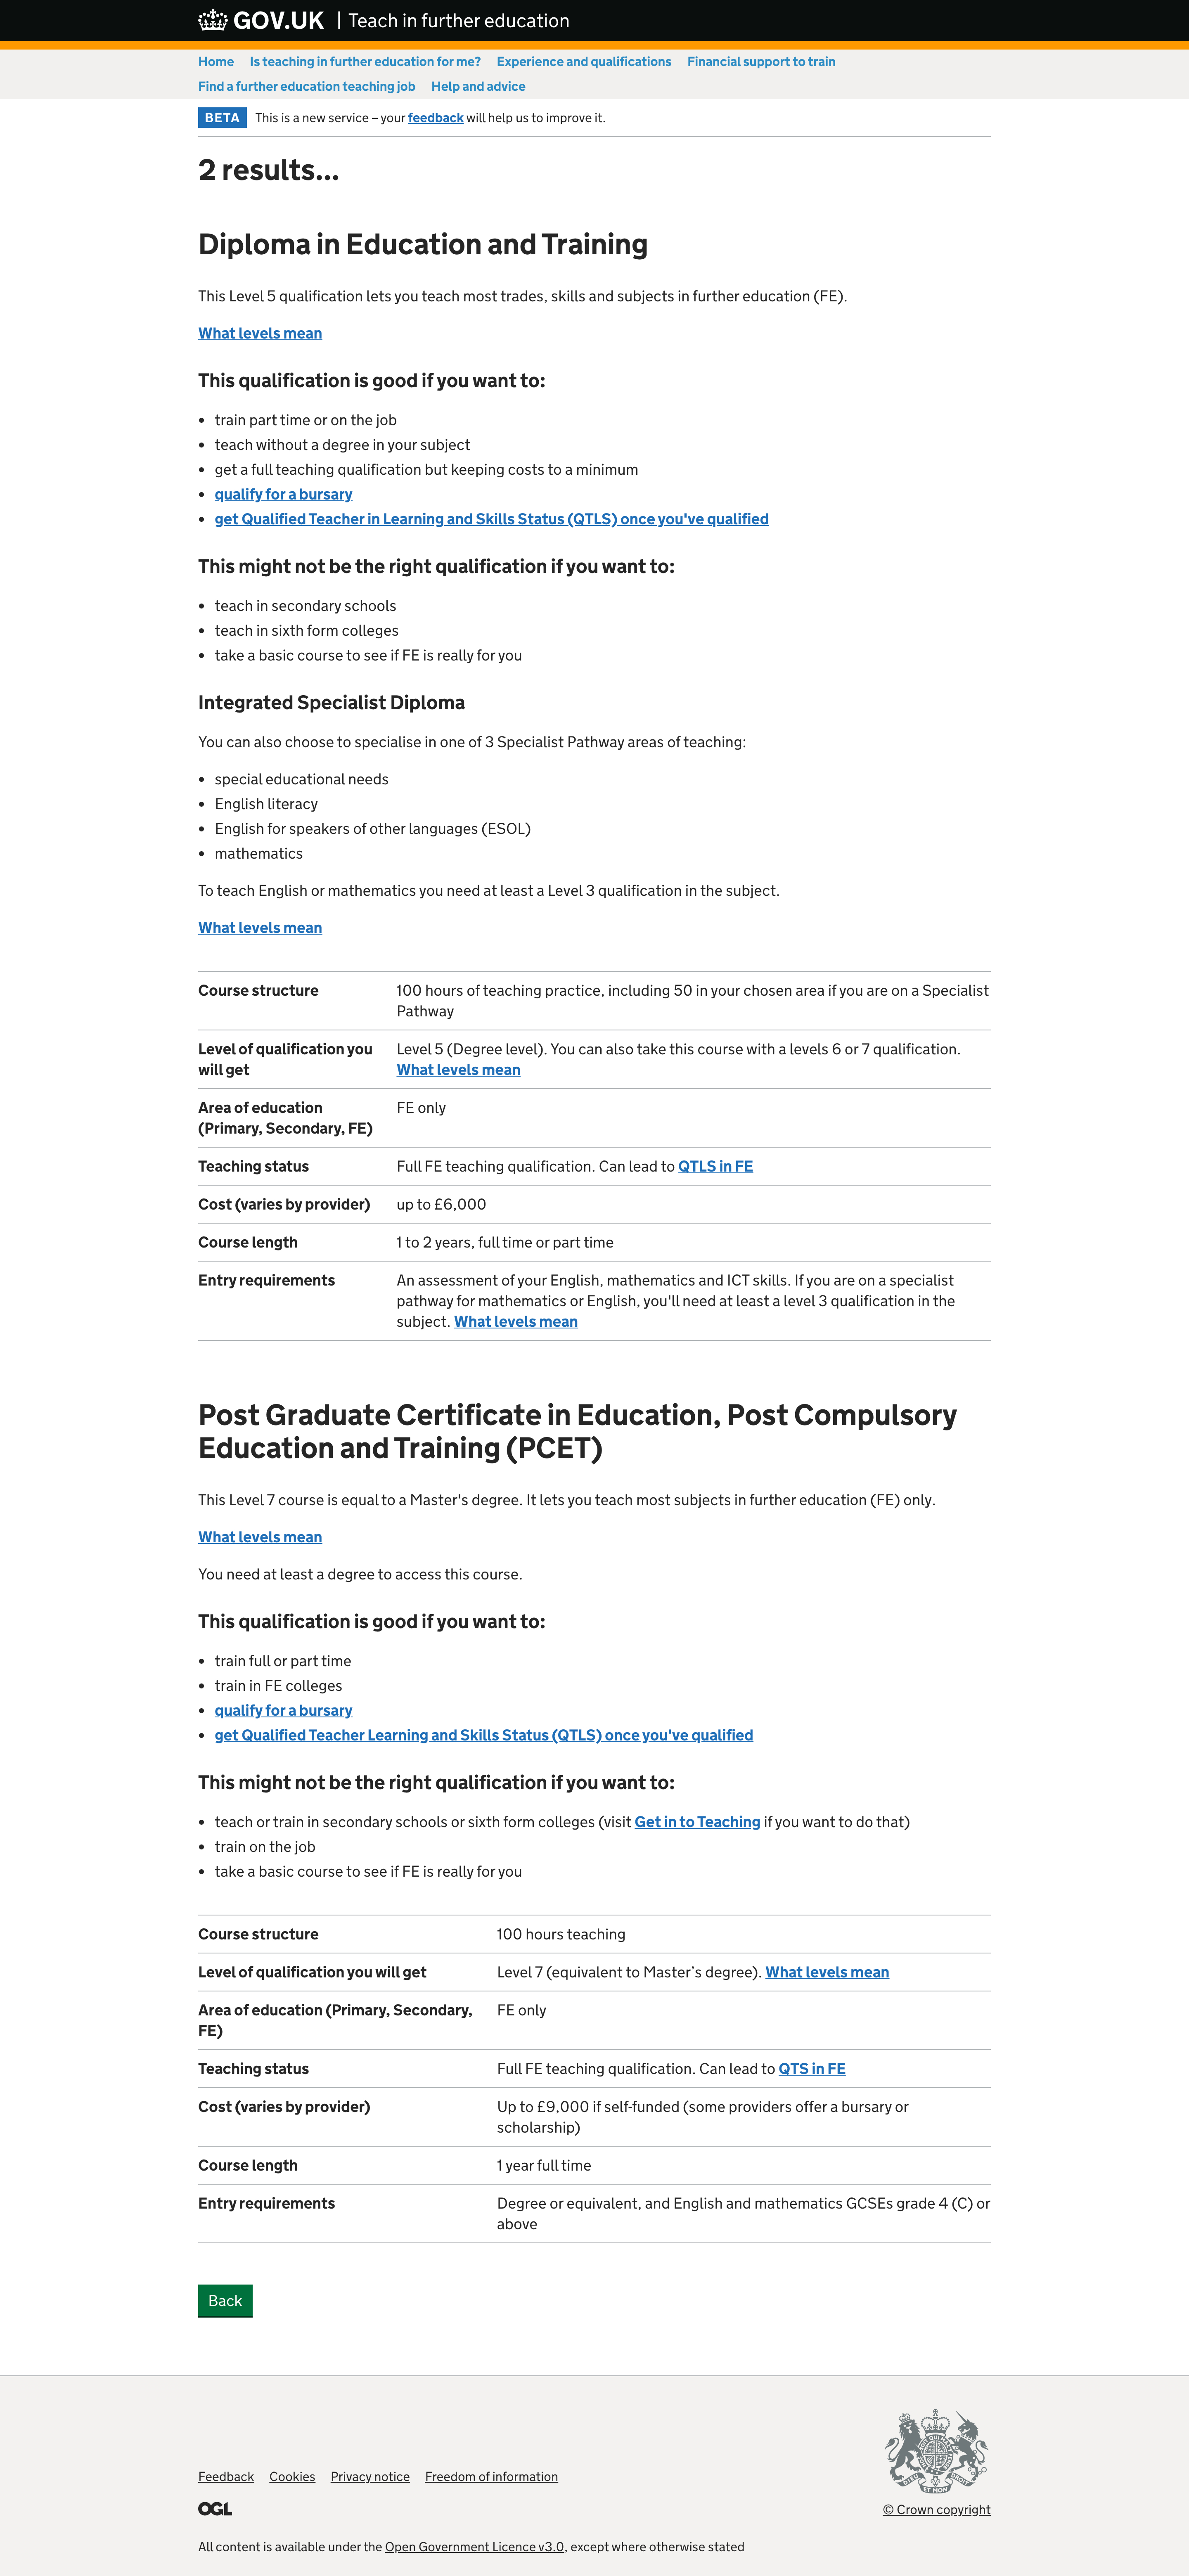 GOV.UK | Teach in further education
Home Is teaching in further education for me? Experience and qualifications Financial support to train
Find a further education teaching job Help and advice
BETA This is a new service – your feedback will help us to improve it.
2 results...
Diploma in Education and Training
This Level 5 qualification lets you teach most trades, skills and subjects in further education (FE).
What levels mean
This qualification is good if you want to:
• train part time or on the job
• teach without a degree in your subject
• get a full teaching qualification but keeping costs to a minimum
• qualify for a bursary
• get Qualified Teacher in Learning and Skills Status (QTLS) once you've qualified
This might not be the right qualification if you want to:
• teach in secondary schools
• teach in sixth form colleges
• take a basic course to see if FE is really for you
Integrated Specialist Diploma
You can also choose to specialise in one of 3 Specialist Pathway areas of teaching:
• special educational needs
• English literacy
• English for speakers of other languages (ESOL)
• mathematics
To teach English or mathematics you need at least a Level 3 qualification in the subject.
What levels mean
Course structure 100 hours of teaching practice, including 50 in your chosen area if you are on a Specialist
Pathway
Level of qualification you Level 5 (Degree level). You can also take this course with a levels 6 or 7 qualification.
will get What levels mean
Area of education FE only
(Primary, Secondary, FE)
Teaching status Full FE teaching qualification. Can lead to QTLS in FE
Cost (varies by provider) up to £6,000
Course length 1 to 2 years, full time or part time
Entry requirements An assessment of your English, mathematics and ICT skills. If you are on a specialist
pathway for mathematics or English, you'll need at least a level 3 qualification in the
subject. What levels mean
Post Graduate Certificate in Education, Post Compulsory
Education and Training (PCET)
This Level 7 course is equal to a Master's degree. It lets you teach most subjects in further education (FE) only.
What levels mean
You need at least a degree to access this course.
This qualification is good if you want to:
• train full or part time
• train in FE colleges
• qualify for a bursary
• get Qualified Teacher Learning and Skills Status (QTLS) once you've qualified
This might not be the right qualification if you want to:
• teach or train in secondary schools or sixth form colleges (visit Get in to Teaching if you want to do that)
• train on the job
• take a basic course to see if FE is really for you
Course structure 100 hours teaching
Level of qualification you will get Level 7 (equivalent to Master’s degree). What levels mean
Area of education (Primary, Secondary, FE only
FE)
Teaching status Full FE teaching qualification. Can lead to QTS in FE
Cost (varies by provider) Up to £9,000 if self-funded (some providers offer a bursary or
scholarship)
Course length 1 year full time
Entry requirements Degree or equivalent, and English and mathematics GCSEs grade 4 (C) or
above
Back
Feedback Cookies Privacy notice Freedom of information
OGL
© Crown copyright
All content is available under the Open Government Licence v3.0, except where otherwise stated